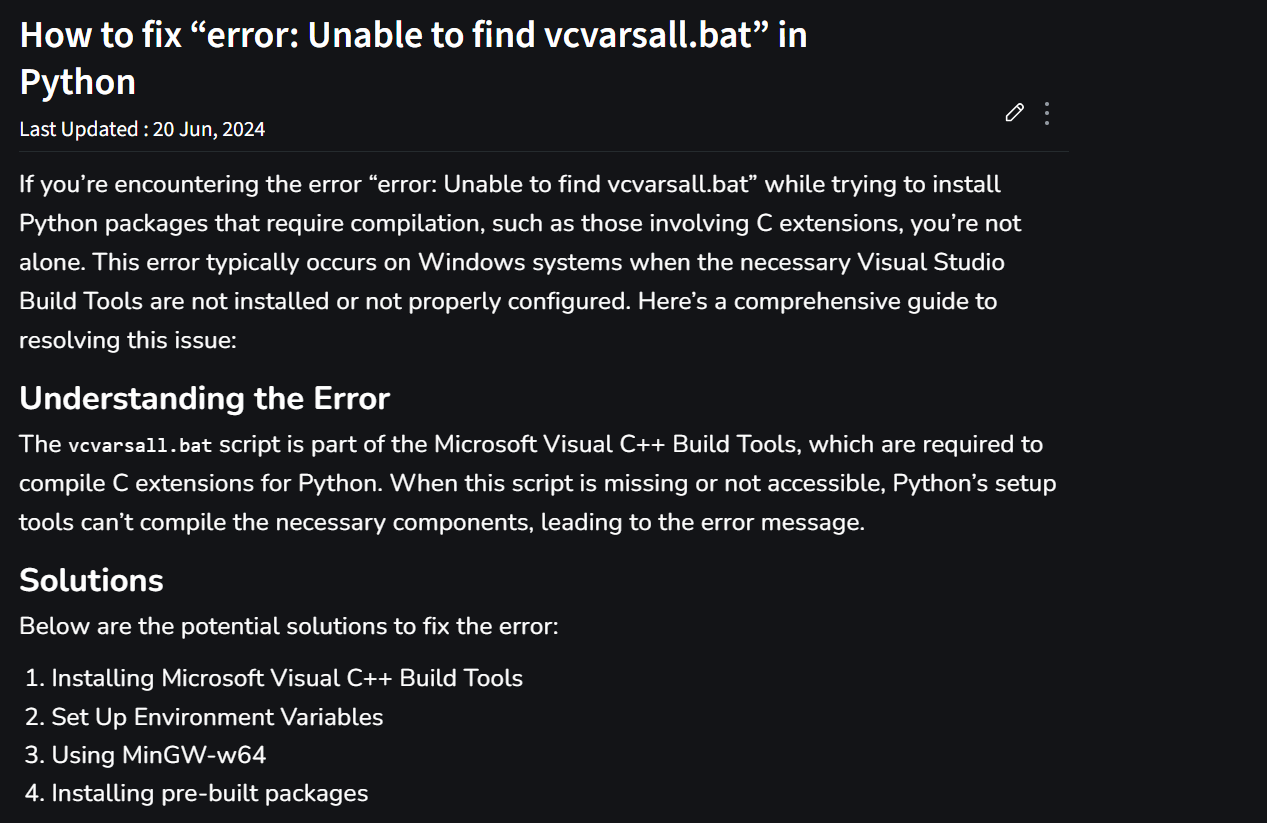 How to fix “error: Unable to find vcvarsall.bat” in
Python
Last Updated : 20 Jun, 2024
If you’re encountering the error “error: Unable to find vcvarsall.bat” while trying to install
Python packages that require compilation, such as those involving C extensions, you’re not
alone. This error typically occurs on Windows systems when the necessary Visual Studio
Build Tools are not installed or not properly configured. Here’s a comprehensive guide to
resolving this issue:
Understanding the Error
The vcvarsall.bat script is part of the Microsoft Visual C++ Build Tools, which are required to
compile C extensions for Python. When this script is missing or not accessible, Python’s setup
tools can’t compile the necessary components, leading to the error message.
Solutions
Below are the potential solutions to fix the error:
1. Installing Microsoft Visual C++ Build Tools
2. Set Up Environment Variables
3. Using MinGW-w64
4. Installing pre-built packages